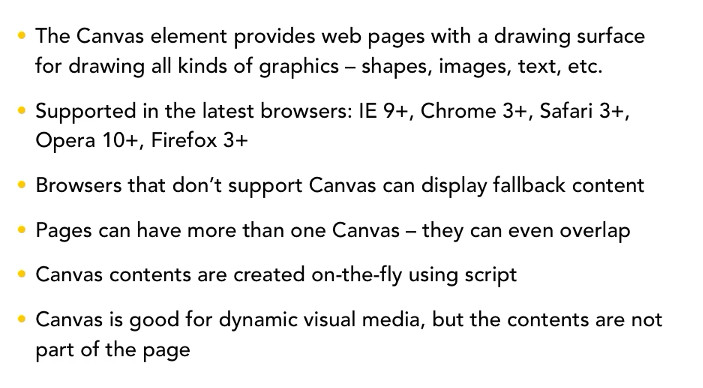 • The Canvas element provides web pages with a drawing surface
for drawing all kinds of graphics – shapes, images, text, etc.
• Supported in the latest browsers: IE 9+, Chrome 3+, Safari 3+,
Opera 10+, Firefox 3+
• Browsers that don’t support Canvas can display fallback content
• Pages can have more than one Canvas – they can even overlap
• Canvas contents are created on-the-fly using script
• Canvas is good for dynamic visual media, but the contents are not
part of the page